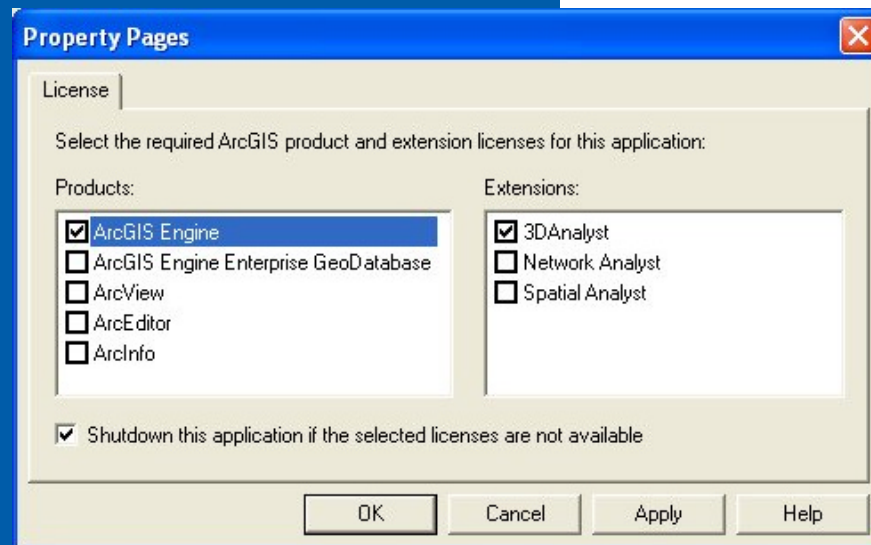 Property Pages
License
Select the required ArcGIS product and extension licenses for this application:
Products:
Extensions:
ArcGIS Engine
ArcGIS Engine Enterprise GeoDatabase
ArcView
ArcEditor
ArcInfo
3DAnalyst
Network Analyst
Spatial Analyst
Shutdown this application if the selected licenses are not available
OK
Cancel
Apply
Help